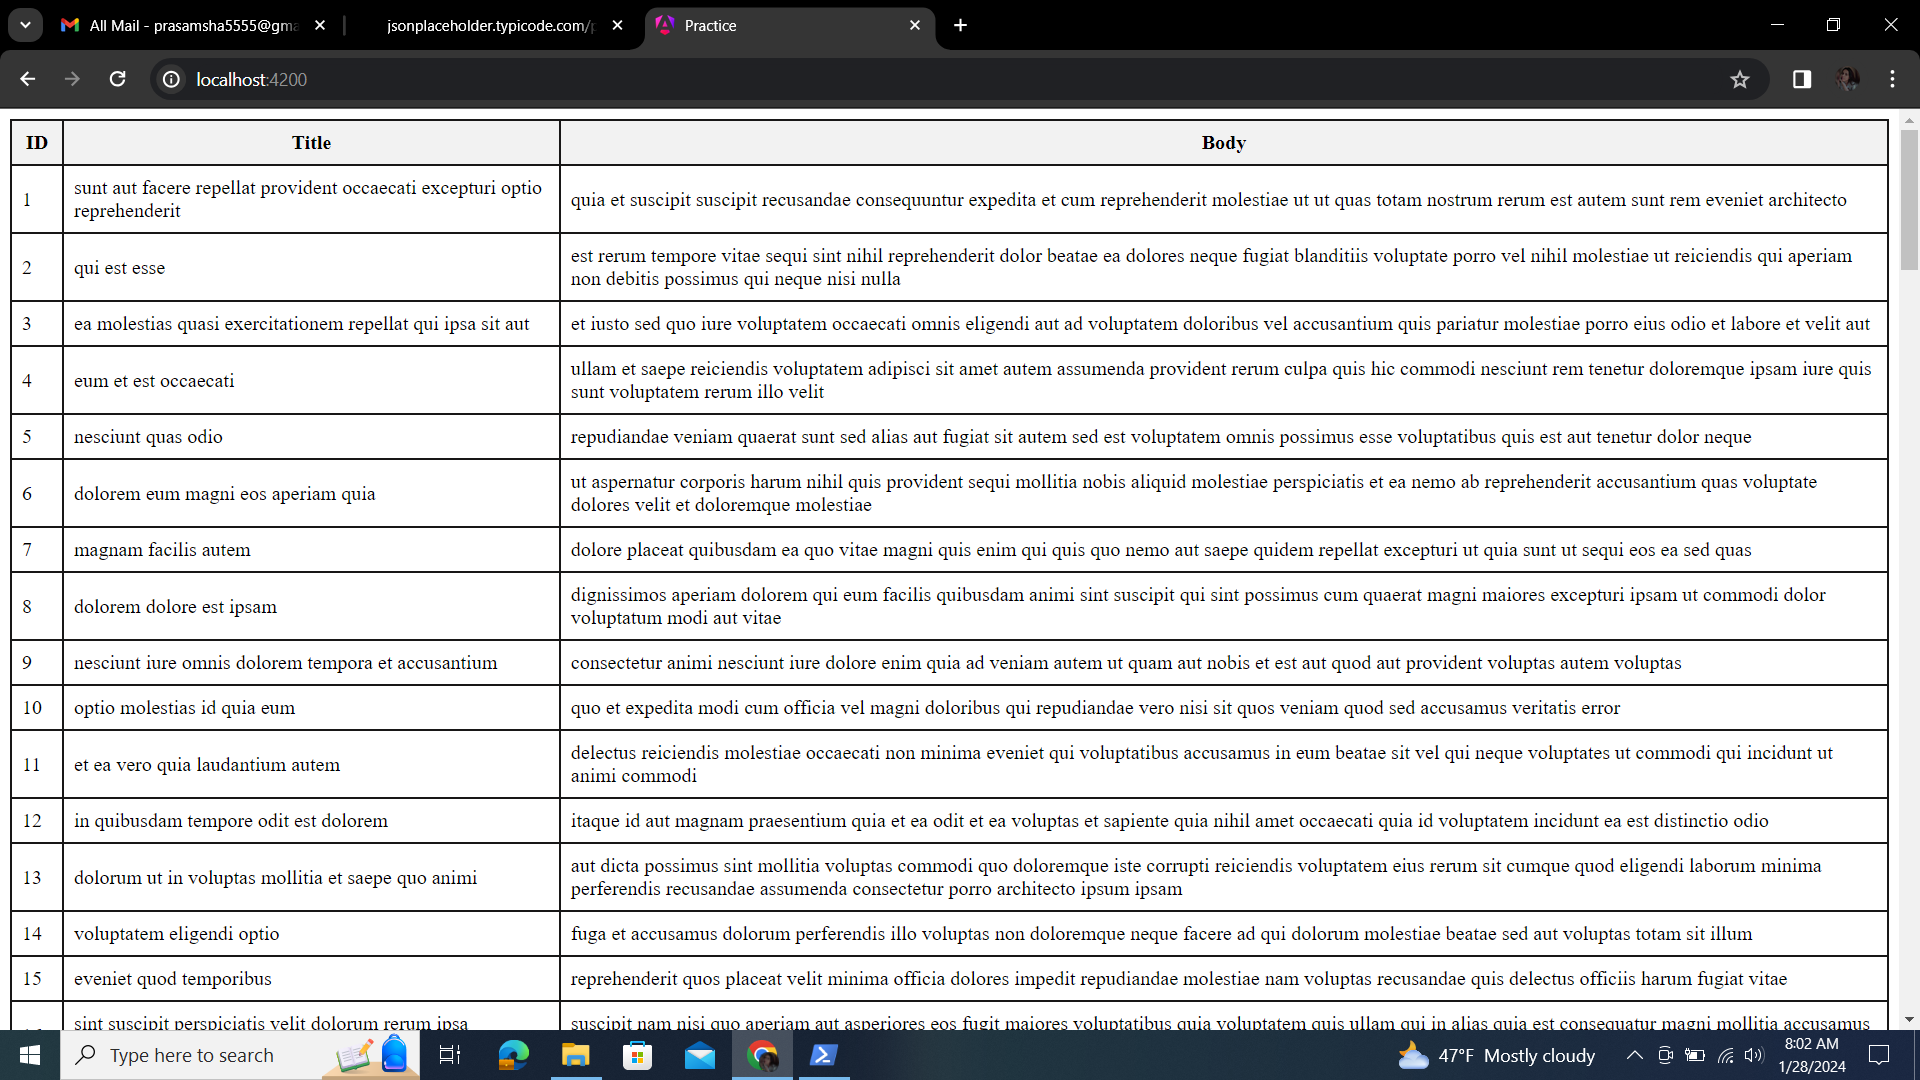 All Mail - prasamsha5555@gma
jsonplaceholder.typicode.com/p
Practice
localhost:4200
ID Title Body
1 sunt aut facere repellat provident occaecati excepturi optio
reprehenderit
quia et suscipit suscipit recusandae consequuntur expedita et cum reprehenderit molestiae ut ut quas totam nostrum rerum est autem sunt rem eveniet architecto
2 qui est esse
est rerum tempore vitae sequi sint nihil reprehenderit dolor beatae ea dolores neque fugiat blanditiis voluptate porro vel nihil molestiae ut reiciendis qui aperiam
non debitis possimus qui neque nisi nulla
3 ea molestias quasi exercitationem repellat qui ipsa sit aut
et iusto sed quo iure voluptatem occaecati omnis eligendi aut ad voluptatem doloribus vel accusantium quis pariatur molestiae porro eius odio et labore et velit aut
4 eum et est occaecati
ullam et saepe reiciendis voluptatem adipisci sit amet autem assumenda provident rerum culpa quis hic commodi nesciunt rem tenetur doloremque ipsam iure quis
sunt voluptatem rerum illo velit
5 nesciunt quas odio
repudiandae veniam quaerat sunt sed alias aut fugiat sit autem sed est voluptatem omnis possimus esse voluptatibus quis est aut tenetur dolor neque
6 dolorem eum magni eos aperiam quia
ut aspernatur corporis harum nihil quis provident sequi mollitia nobis aliquid molestiae perspiciatis et ea nemo ab reprehenderit accusantium quas voluptate
dolores velit et doloremque molestiae
7 magnam facilis autem
dolore placeat quibusdam ea quo vitae magni quis enim qui quis quo nemo aut saepe quidem repellat excepturi ut quia sunt ut sequi eos ea sed quas
8 dolorem dolore est ipsam
dignissimos aperiam dolorem qui eum facilis quibusdam animi sint suscipit qui sint possimus cum quaerat magni maiores excepturi ipsam ut commodi dolor
voluptatum modi aut vitae
9 nesciunt iure omnis dolorem tempora et accusantium
consectetur animi nesciunt iure dolore enim quia ad veniam autem ut quam aut nobis et est aut quod aut provident voluptas autem voluptas
10 optio molestias id quia eum
quo et expedita modi cum officia vel magni doloribus qui repudiandae vero nisi sit quos veniam quod sed accusamus veritatis error
11 et ea vero quia laudantium autem
delectus reiciendis molestiae occaecati non minima eveniet qui voluptatibus accusamus in eum beatae sit vel qui neque voluptates ut commodi qui incidunt ut
animi commodi
12 in quibusdam tempore odit est dolorem
itaque id aut magnam praesentium quia et ea odit et ea voluptas et sapiente quia nihil amet occaecati quia id voluptatem incidunt ea est distinctio odio
13 dolorum ut in voluptas mollitia et saepe quo animi
aut dicta possimus sint mollitia voluptas commodi quo doloremque iste corrupti reiciendis voluptatem eius rerum sit cumque quod eligendi laborum minima
perferendis recusandae assumenda consectetur porro architecto ipsum ipsam
14 voluptatem eligendi optio
fuga et accusamus dolorum perferendis illo voluptas non doloremque neque facere ad qui dolorum molestiae beatae sed aut voluptas totam sit illum
15 eveniet quod temporibus
reprehenderit quos placeat velit minima officia dolores impedit repudiandae molestiae nam voluptas recusandae quis delectus officiis harum fugiat vitae
sint suscipit perspiciatis velit dolorum rerum ipsa
suscipit nam nisi quo aperiam aut asperiores eos fugit maiores voluptatibus quia voluptatem quis ullam qui in alias quia est consequatur magni mollitia accusamus
Type here to search
47°F Mostly cloudy
8:02 AM
1/28/2024